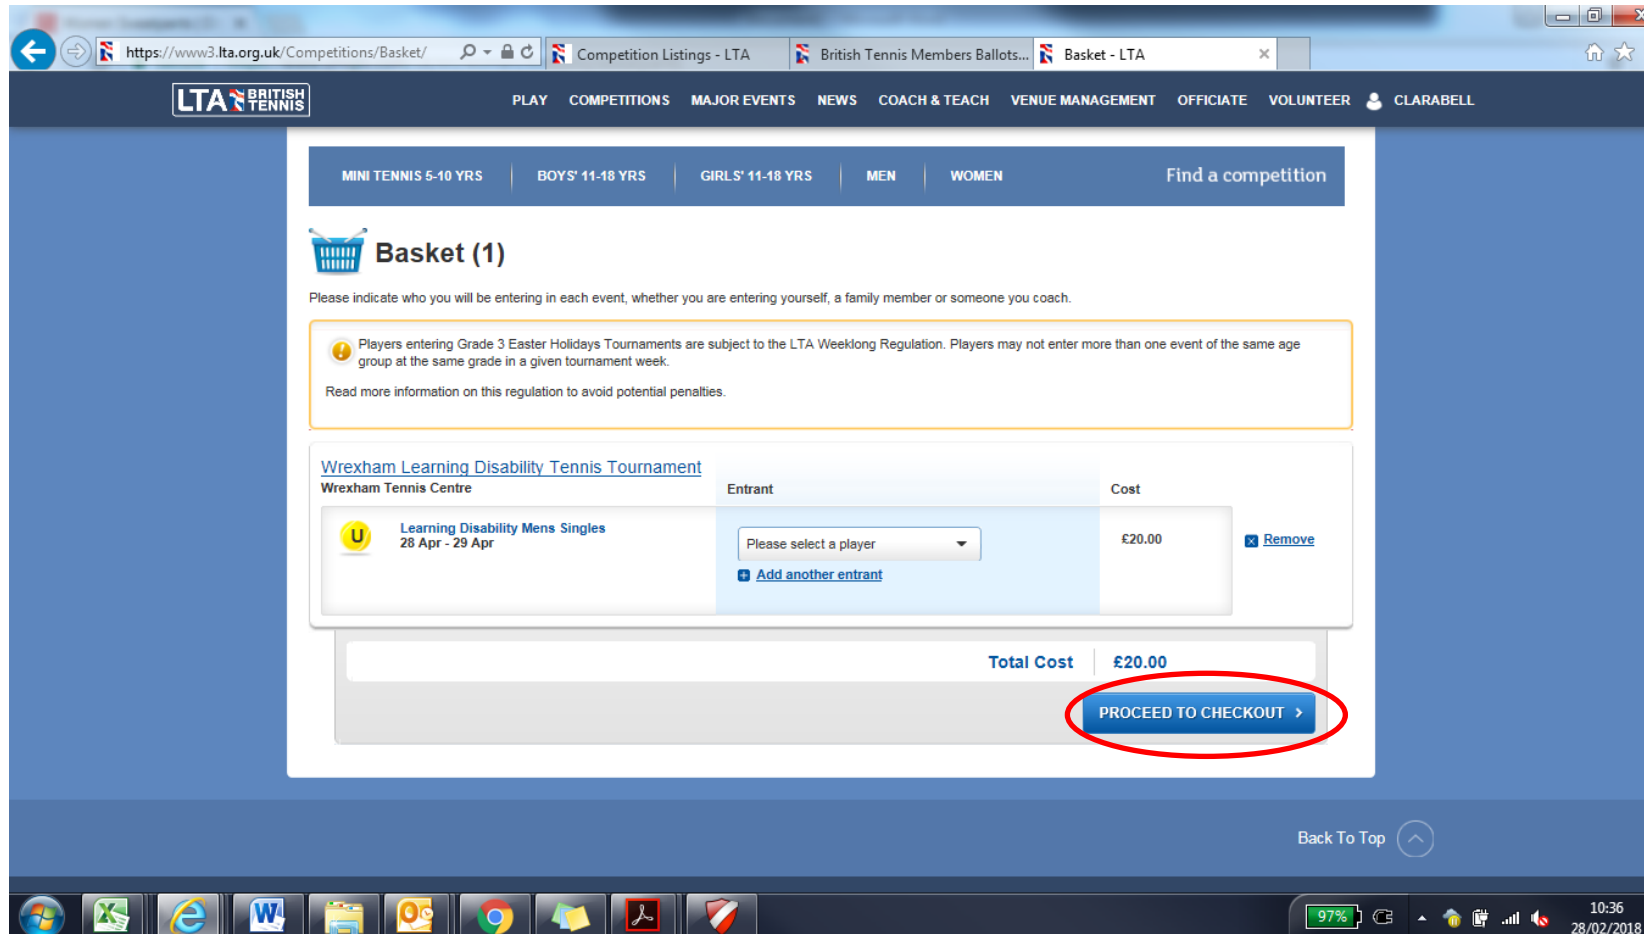 https://www3.lta.org.uk/Competitions/Basket/
Competition Listings - LTA
British Tennis Members Ballots...
Basket - LTA
LTA BRITISH TENNIS
PLAY COMPETITIONS MAJOR EVENTS NEWS COACH & TEACH VENUE MANAGEMENT OFFICIATE VOLUNTEER CLARABELL
MINI TENNIS 5-10 YRS BOYS' 11-18 YRS GIRLS' 11-18 YRS MEN WOMEN Find a competition
Basket (1)
Please indicate who you will be entering in each event, whether you are entering yourself, a family member or someone you coach.
Players entering Grade 3 Easter Holidays Tournaments are subject to the LTA Weeklong Regulation. Players may not enter more than one event of the same age
group at the same grade in a given tournament week.
Read more information on this regulation to avoid potential penalties.
Wrexham Learning Disability Tennis Tournament
Wrexham Tennis Centre Entrant Cost
U Learning Disability Mens Singles
28 Apr - 29 Apr
Please select a player
£20.00
Remove
Add another entrant
Total Cost £20.00
PROCEED TO CHECKOUT
Back To Top
97%
10:36
28/02/2018